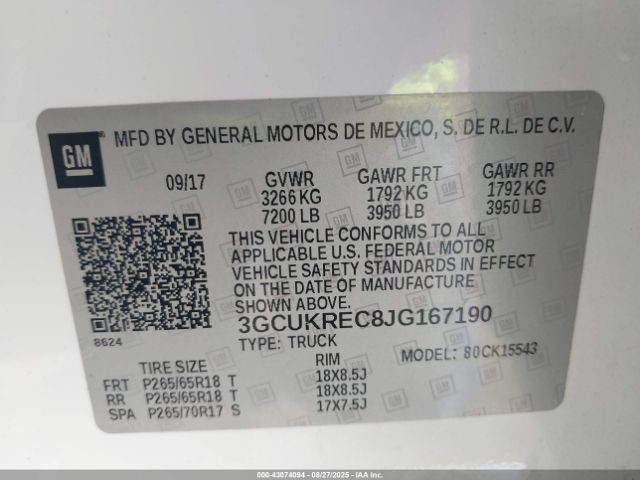 GM
MFD BY GENERAL MOTORS DE MEXICO, S. DE R.L. DE C.V.
09/17 GVWR GAWR FRT GAWR RR
3266 KG 1792 KG 1792 KG
7200 LB 3950 LB 3950 LB
THIS VEHICLE CONFORMS TO ALL
APPLICABLE U.S. FEDERAL MOTOR
VEHICLE SAFETY STANDARDS IN EFFECT
ON THE DATE OF MANUFACTURE
SHOWN ABOVE.
3GCUKREC8JG167190
8624 TYPE: TRUCK MODEL: 80CK15543
TIRE SIZE RIM
FRT P265/65R18 T 18X8.5J
RR P265/65R18 T 18X8.5J
SPA P265/70R17 S 17X7.5J
000-43074094 - 08/27/2025 - IAAI.com